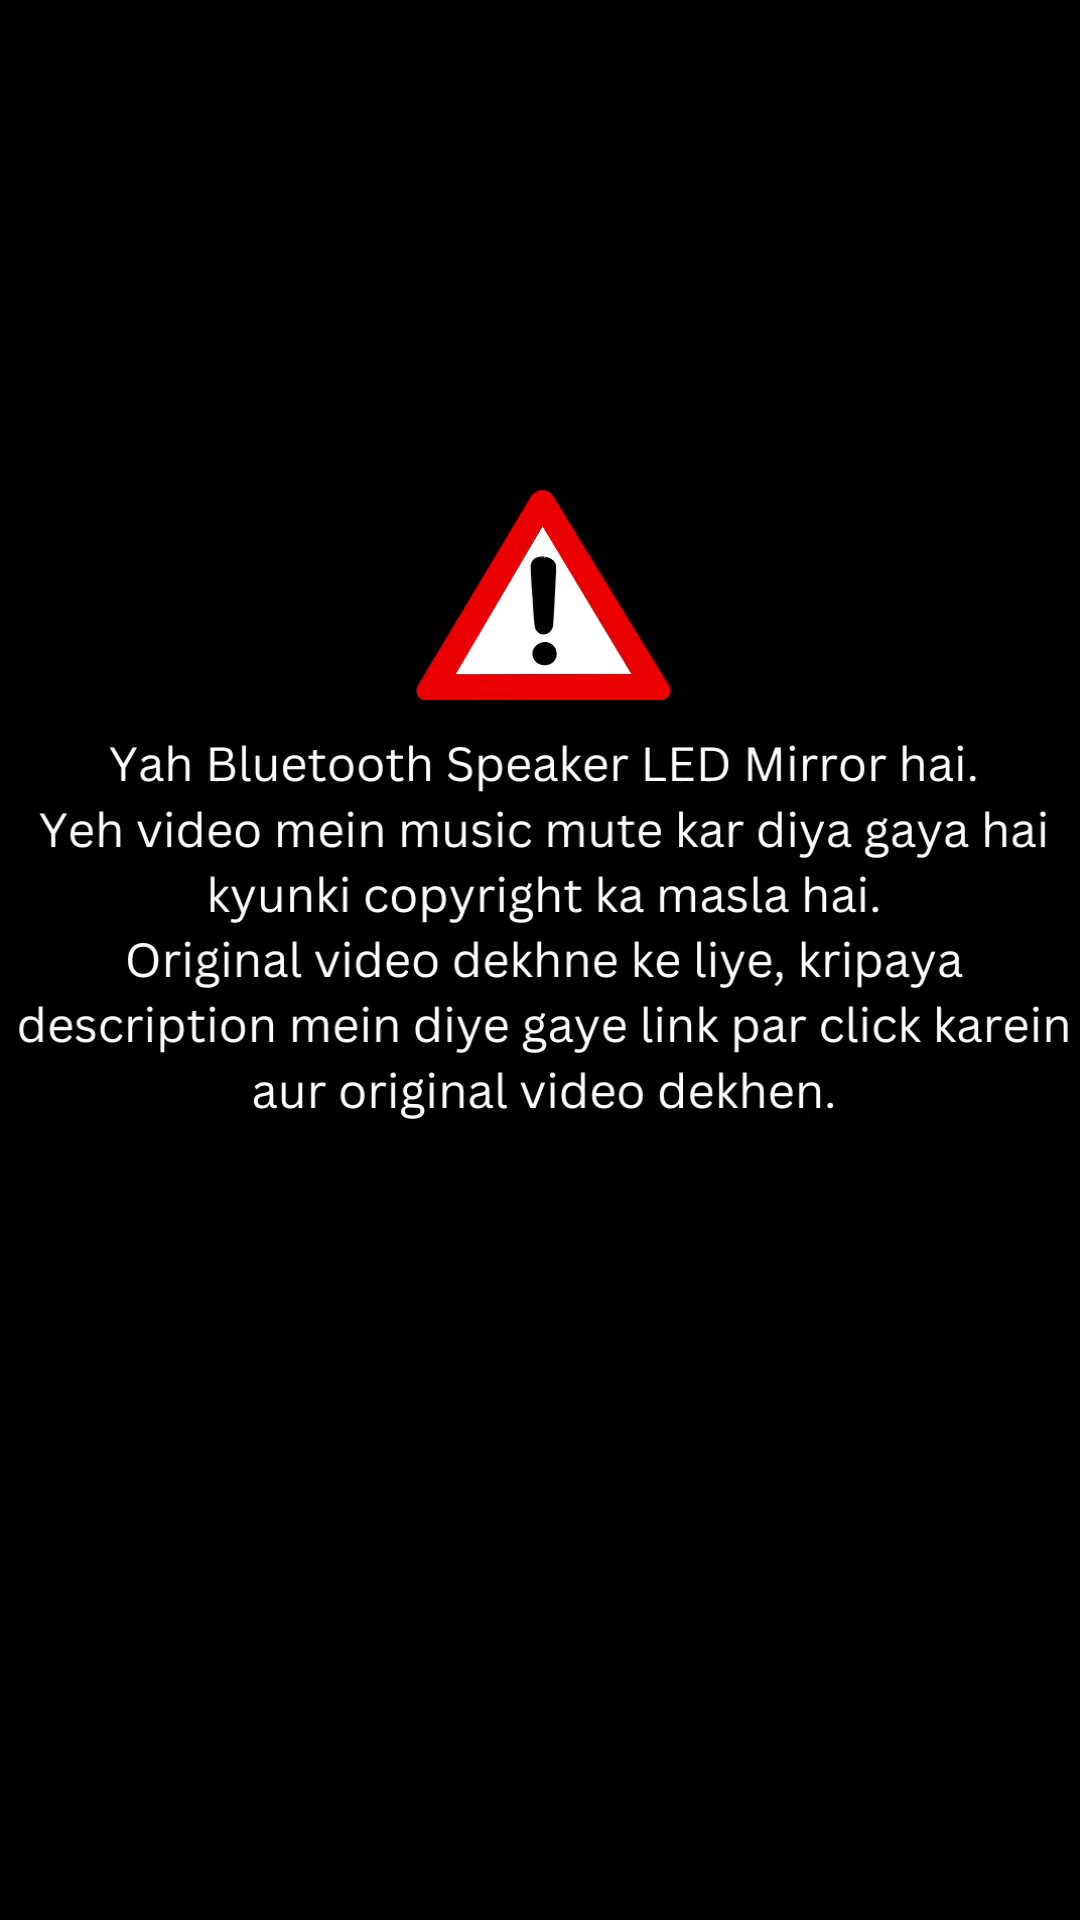 Yah Bluetooth Speaker LED Mirror hai.
Yeh video mein music mute kar diya gaya hai
kyunki copyright ka masla hai.
Original video dekhne ke liye, kripaya
description mein diye gaye link par click karein
aur original video dekhen.